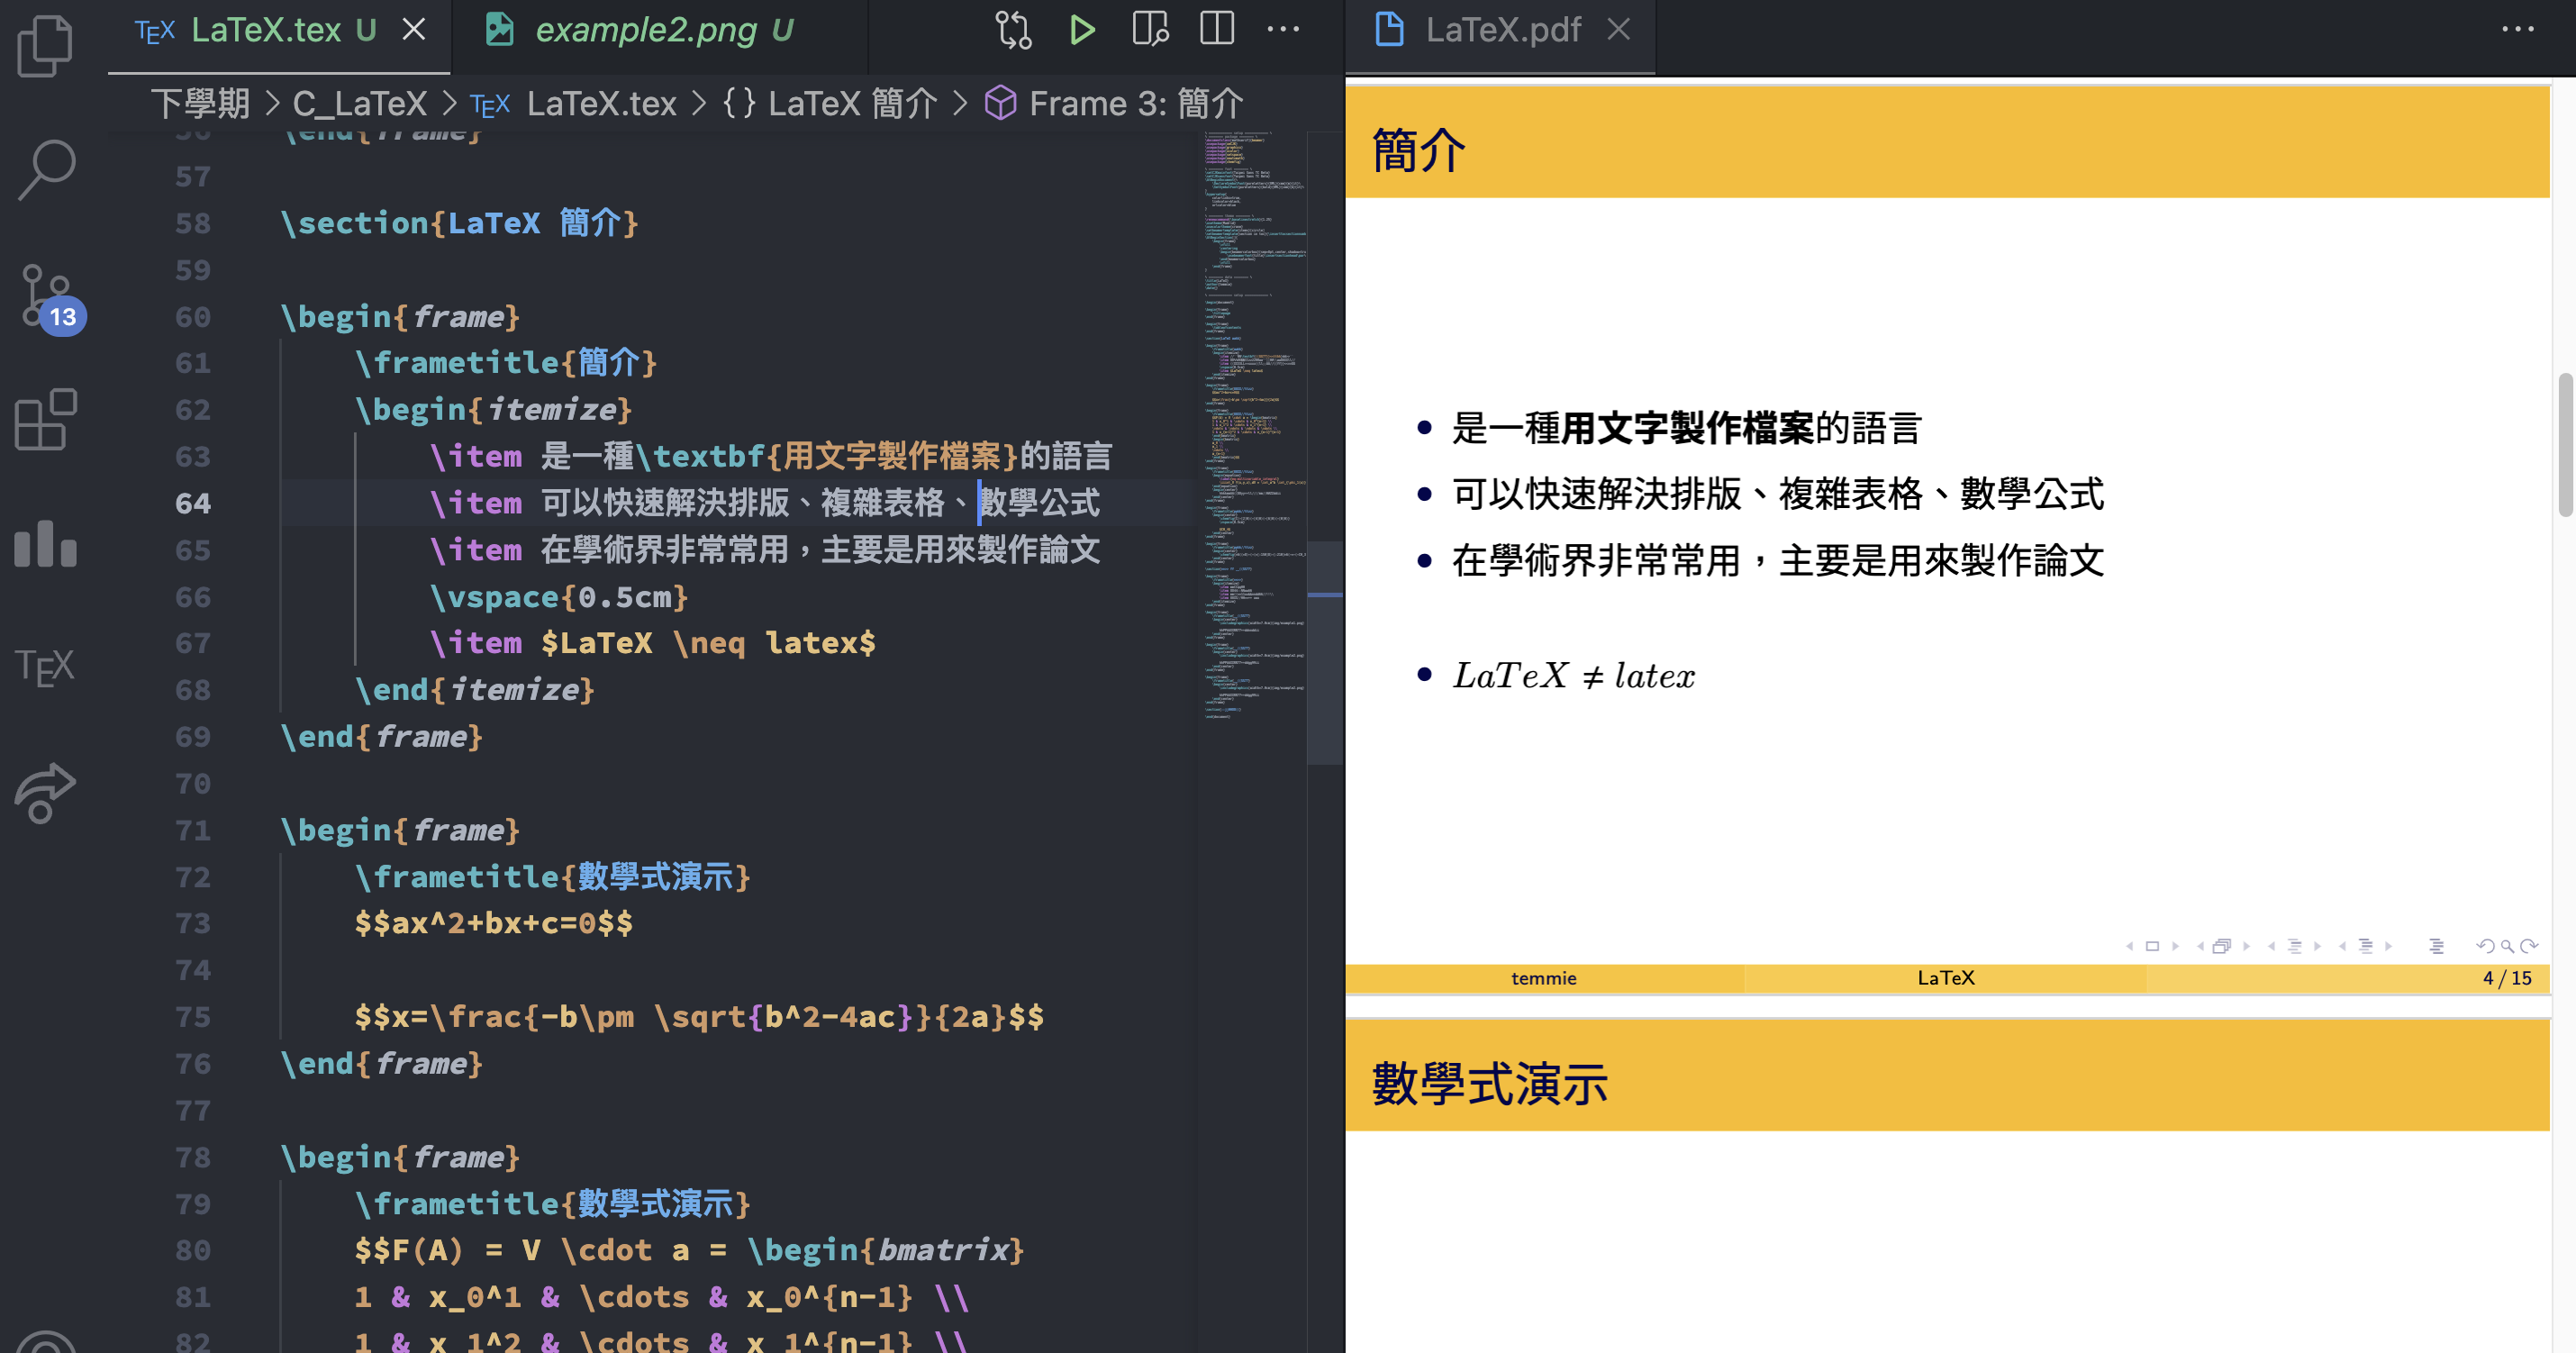 TEX LaTeX.tex U
example2.png U
LaTeX.pdf
下學期 > C_LaTeX > TEX LaTeX.tex > {} LaTeX 簡介 > Frame 3: 簡介
56 \end{frame}
57
58 \section{LaTeX 簡介}
59
60 \begin{frame}
61 \frametitle{簡介}
62 \begin{itemize}
63 \item 是一種\textbf{用文字製作檔案}的語言
64 \item 可以快速解決排版、複雜表格、數學公式
65 \item 在學術界非常常用，主要是用來製作論文
66 \vspace{0.5cm}
67 \item $LaTeX \neq latex$
68 \end{itemize}
69 \end{frame}
70
71 \begin{frame}
72 \frametitle{數學式演示}
73 $$ax^2+bx+c=0$$
74
75 $$x=\frac{-b\pm \sqrt{b^2-4ac}}{2a}$$
76 \end{frame}
77
78 \begin{frame}
79 \frametitle{數學式演示}
80 $$F(A) = V \cdot a = \begin{bmatrix}
81 1 & x_0^1 & \cdots & x_0^{n-1} \\
82 1 & x_1^2 & \cdots & x_1^{n-1} \\
13
TEX
簡介
• 是一種用文字製作檔案的語言
• 可以快速解決排版、複雜表格、數學公式
• 在學術界非常常用，主要是用來製作論文
• LaTeX ≠ latex
temmie
LaTeX
4 / 15
數學式演示